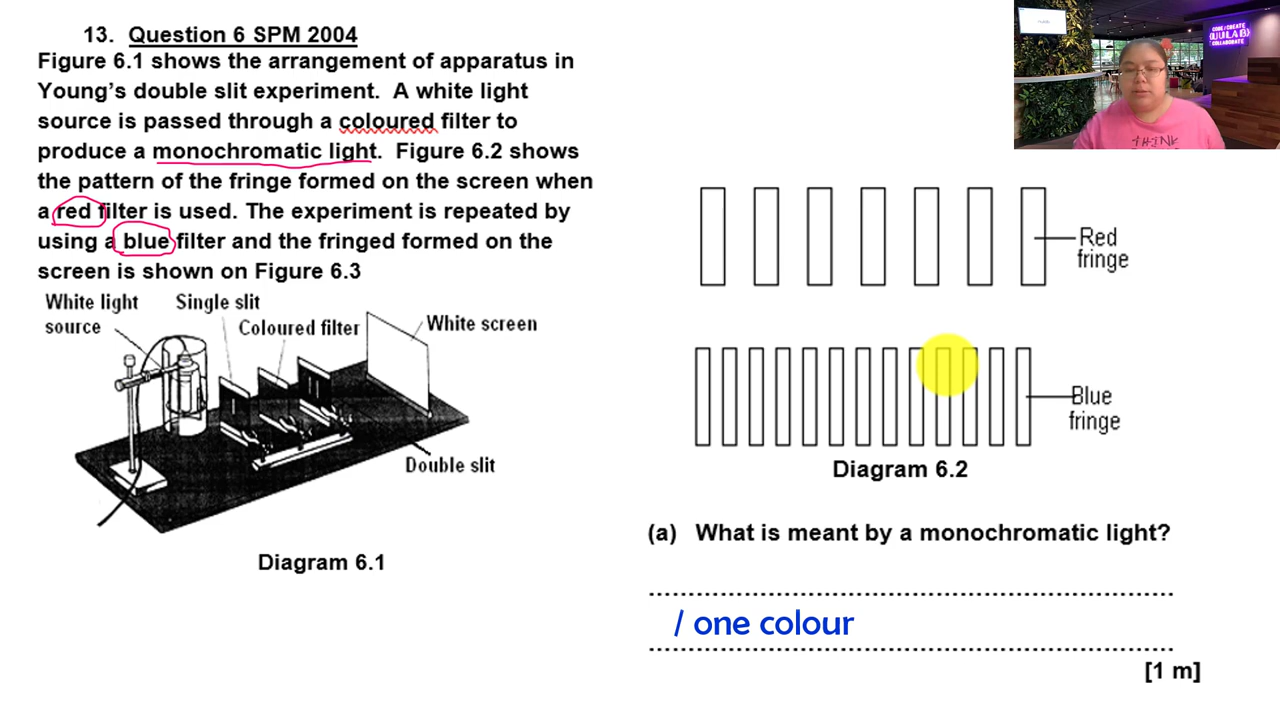 13. Question 6 SPM 2004
Figure 6.1 shows the arrangement of apparatus in
Young's double slit experiment. A white light
source is passed through a coloured filter to
produce a monochromatic light. Figure 6.2 shows
the pattern of the fringe formed on the screen when
a red filter is used. The experiment is repeated by
using a blue filter and the fringed formed on the
screen is shown on Figure 6.3
White light
source
Single slit
Coloured filter
White screen
Double slit
Diagram 6.1
Red
fringe
Blue
fringe
Diagram 6.2
(a) What is meant by a monochromatic light?
/ one colour
[1 m]
CODE/CREATE
COLLABORATE
THINK